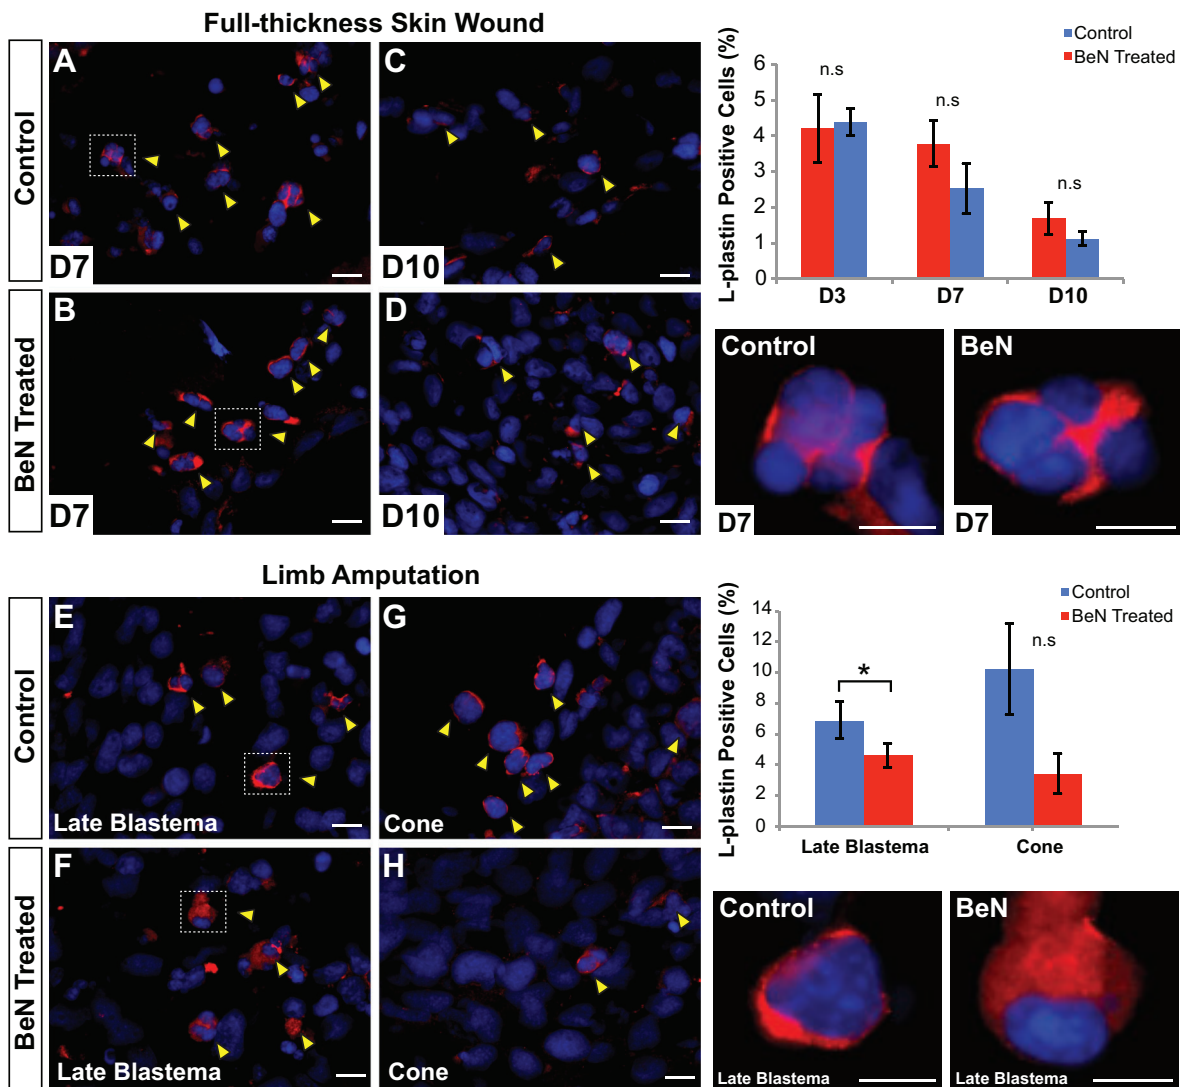 Full-thickness Skin Wound
Control
A
D7
C
D10
BeN Treated
B
D7
D
D10
Control
BeN Treated
L-plastin Positive Cells (%)
6
5
4
3
2
1
0
n.s
n.s
n.s
D3
D7
D10
Control
D7
BeN
D7
Limb Amputation
Control
E
Late Blastema
G
Cone
BeN Treated
F
Late Blastema
H
Cone
Control
BeN Treated
L-plastin Positive Cells (%)
14
12
10
8
6
4
2
0
*
n.s
Late Blastema
Cone
Control
Late Blastema
BeN
Late Blastema